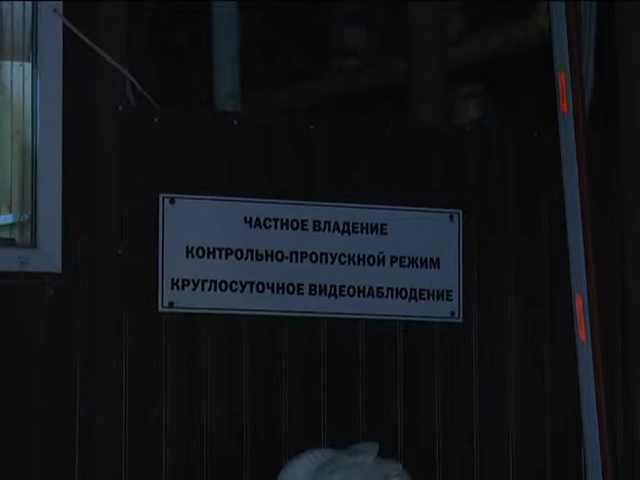 ЧАСТНОЕ ВЛАДЕНИЕ
КОНТРОЛЬНО-ПРОПУСКНОЙ РЕЖИМ
КРУГЛОСУТОЧНОЕ ВИДЕОНАБЛЮДЕНИЕ